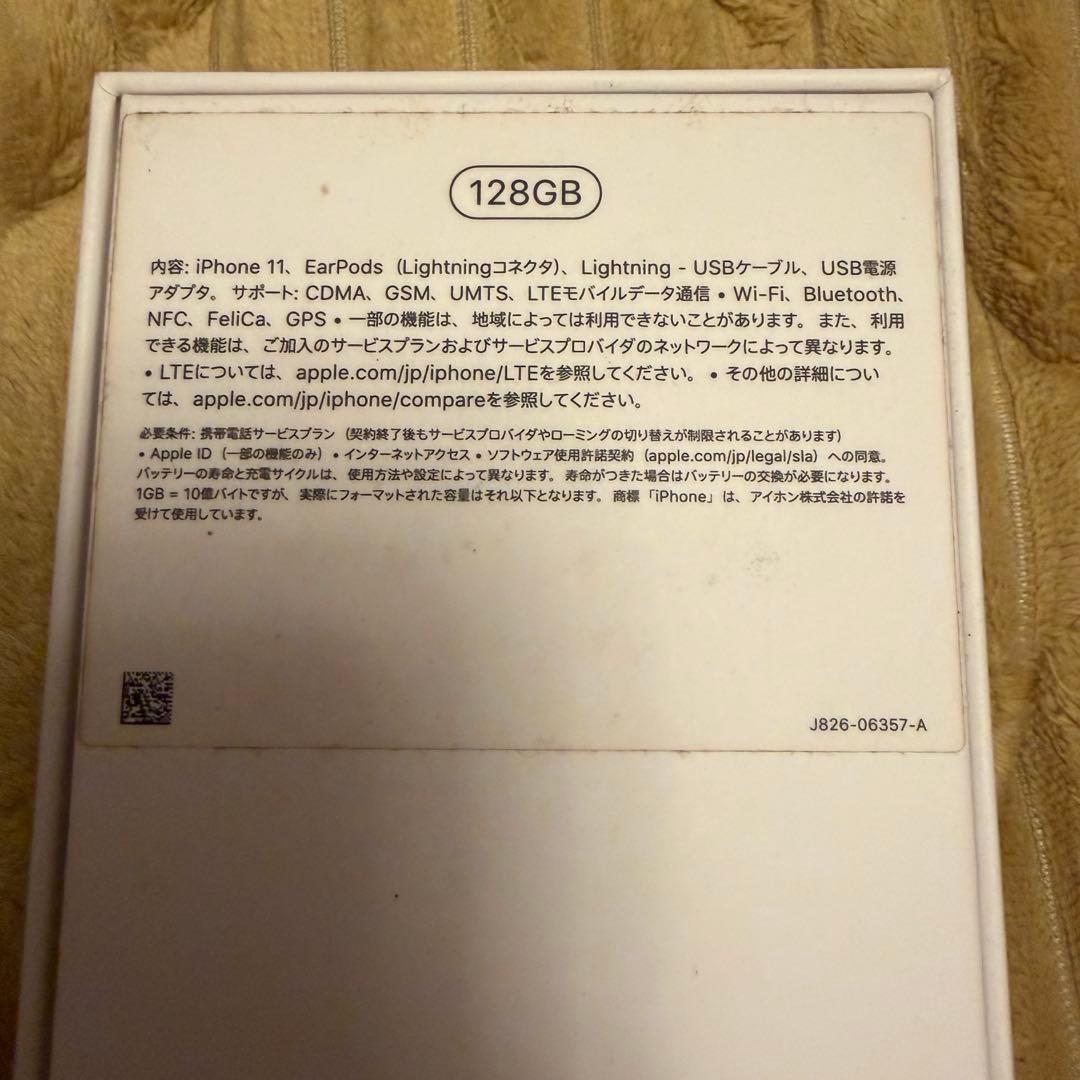 128GB
内容: iPhone 11、EarPods（Lightningコネクタ）、Lightning - USBケーブル、USB電源
アダプタ。サポート: CDMA、GSM、UMTS、LTEモバイルデータ通信 • Wi-Fi、Bluetooth、
NFC、FeliCa、GPS • 一部の機能は、地域によっては利用できないことがあります。また、利用
できる機能は、ご加入のサービスプランおよびサービスプロバイダのネットワークによって異なります。
• LTEについては、apple.com/jp/iphone/LTEを参照してください。 • その他の詳細につい
ては、apple.com/jp/iphone/compareを参照してください。
必要条件: 携帯電話サービスプラン（契約終了後もサービスプロバイダやローミングの切り替えが制限されることがあります）
• Apple ID（一部の機能のみ） • インターネットアクセス • ソフトウェア使用許諾契約（apple.com/jp/legal/sla）への同意。
バッテリーの寿命と充電サイクルは、使用方法や設定によって異なります。寿命がつきた場合はバッテリーの交換が必要になります。
1GB = 10億バイトですが、実際にフォーマットされた容量はそれ以下となります。商標「iPhone」は、アイホン株式会社の許諾を
受けて使用しています。
J826-06357-A